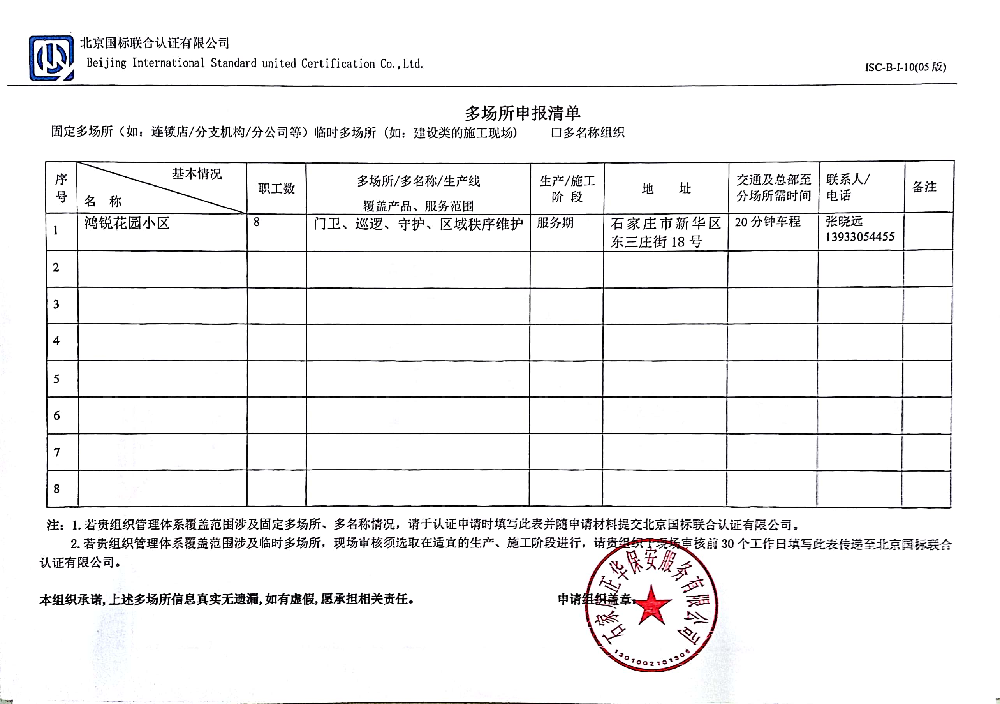 北京国标联合认证有限公司
Beijing International Standard united Certification Co.,Ltd.
ISC-B-I-10(05版)
多场所申报清单
固定多场所（如：连锁店/分支机构/分公司等）临时多场所（如：建设类的施工现场） 口多名称组织
序号 基本情况 名 称 职工数 多场所/多名称/生产线 覆盖产品、服务范围 生产/施工阶 段 地 址 交通及总部至分场所需时间 联系人/电话 备注
1 鸿锐花园小区 8 门卫、巡逻、守护、区域秩序维护 服务期 石家庄市新华区东三庄街18号 20分钟车程 张晓远 13933054455
2
3
4
5
6
7
8
注：1.若贵组织管理体系覆盖范围涉及固定多场所、多名称情况，请于认证申请时填写此表并随申请材料提交北京国标联合认证有限公司。
2.若贵组织管理体系覆盖范围涉及临时多场所，现场审核须选取在适宜的生产、施工阶段进行，请贵组织于现场审核前30个工作日填写此表传递至北京国标联合
认证有限公司。
本组织承诺,上述多场所信息真实无遗漏,如有虚假,愿承担相关责任。 申请组织盖章：
石家庄正华保安服务有限公司
1301002101306